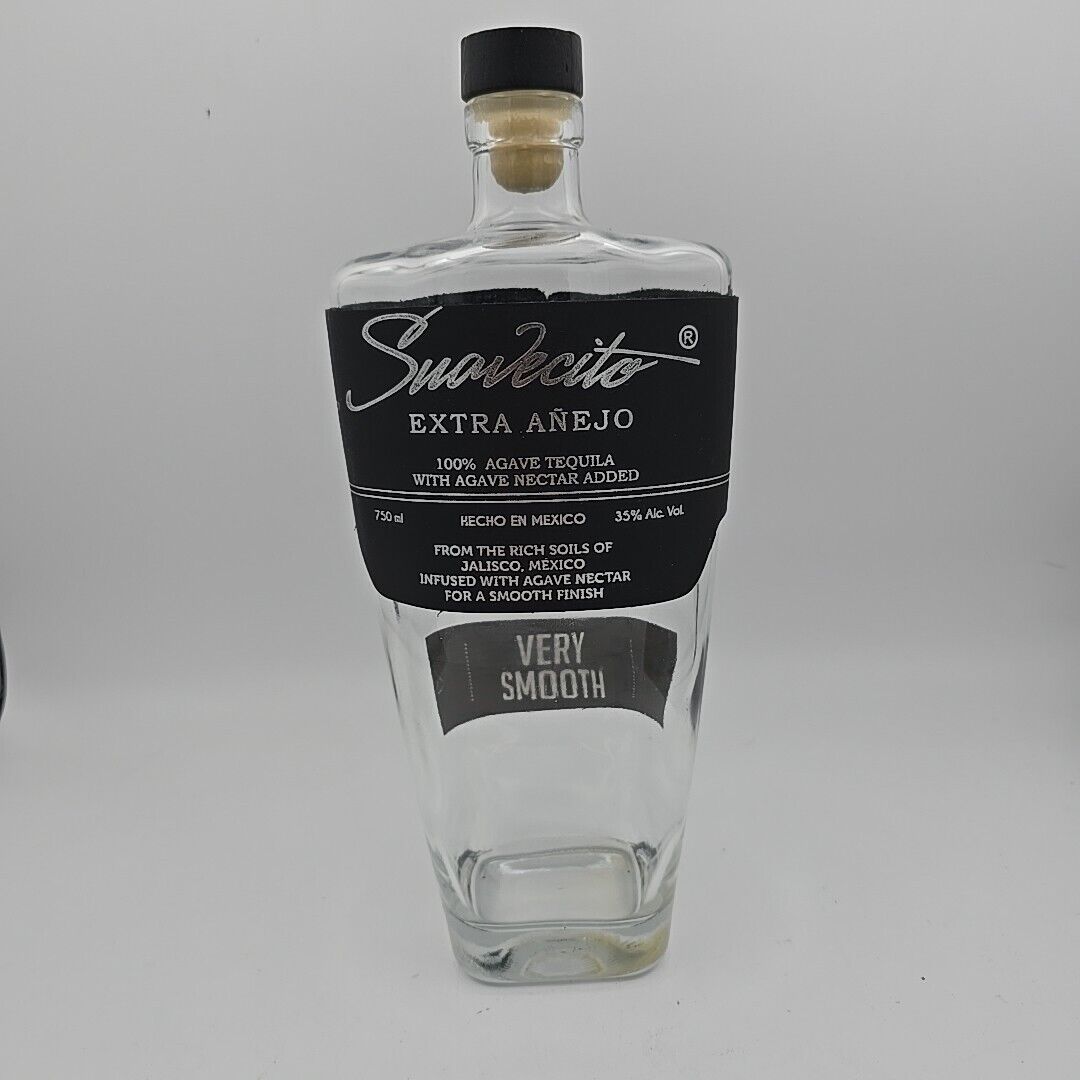 Suavecito ®
EXTRA AÑEJO
100% AGAVE TEQUILA
WITH AGAVE NECTAR ADDED
750 ml HECHO EN MEXICO 35% Alc. Vol.
FROM THE RICH SOILS OF
JALISCO, MÉXICO
INFUSED WITH AGAVE NECTAR
FOR A SMOOTH FINISH
VERY
SMOOTH